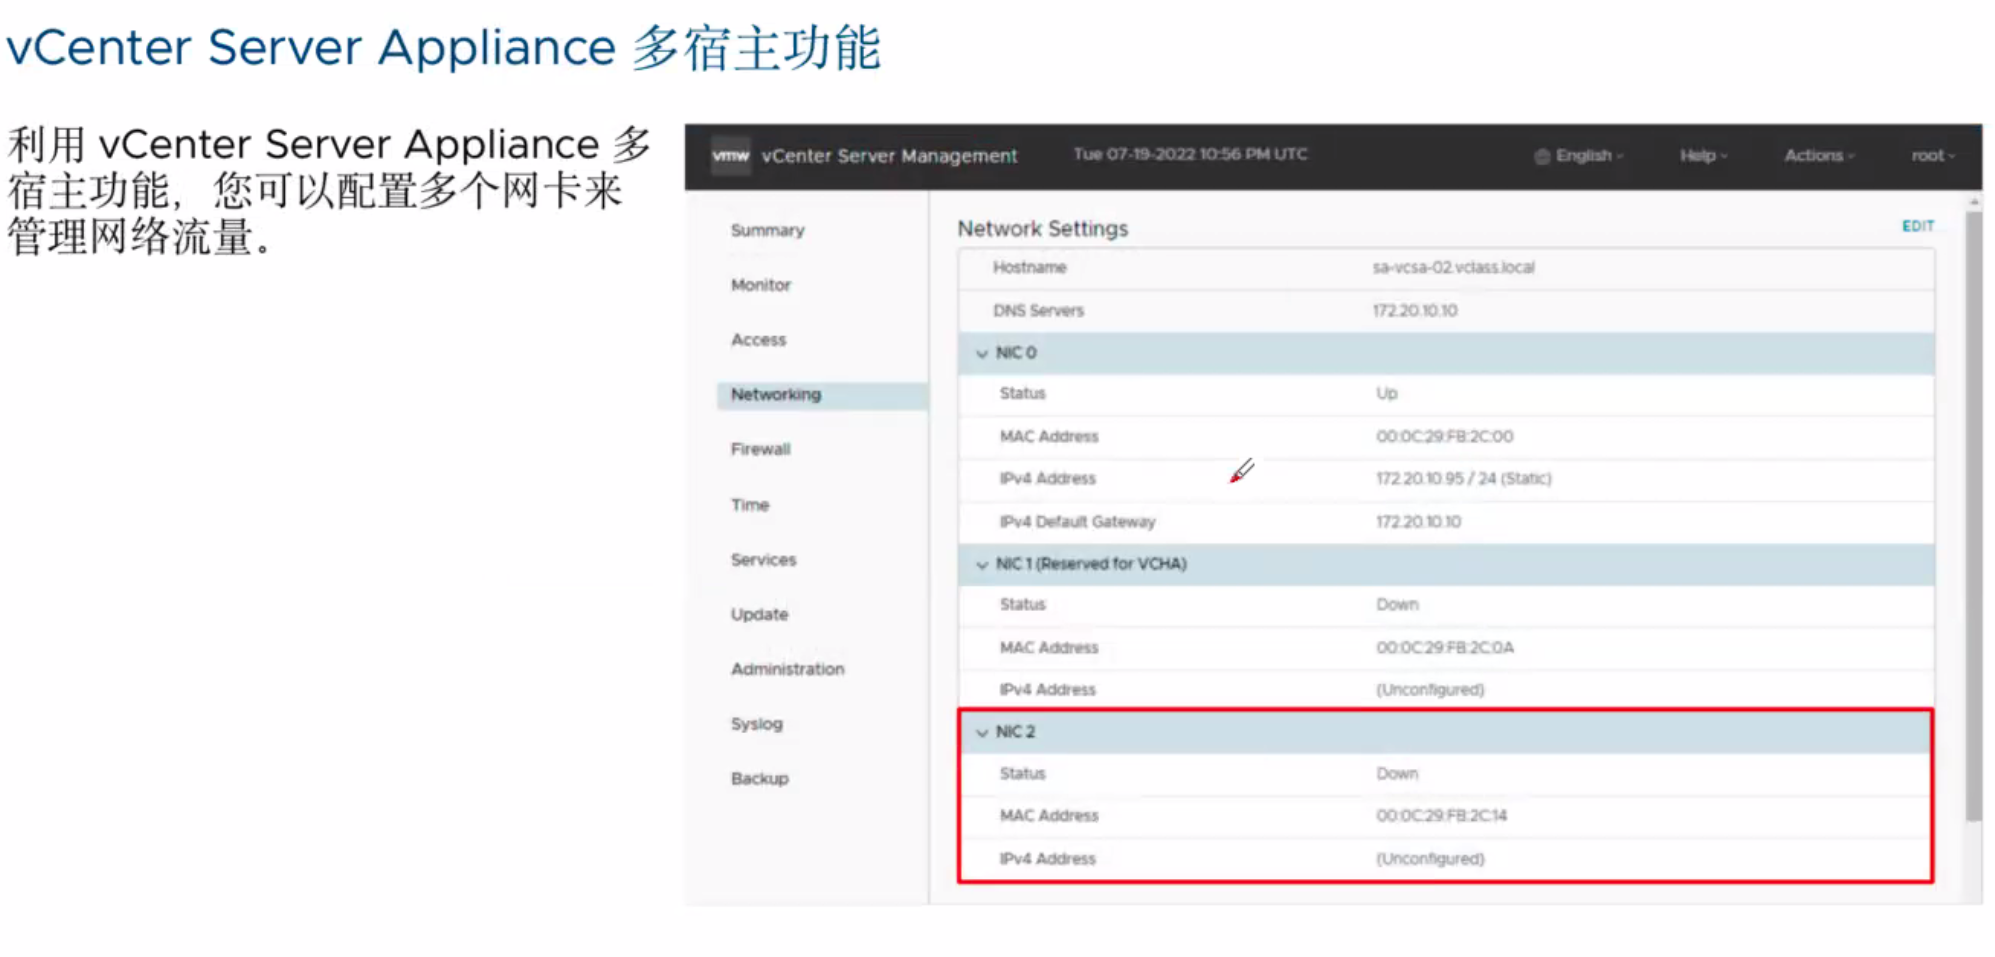 vCenter Server Appliance 多宿主功能
利用 vCenter Server Appliance 多
宿主功能，您可以配置多个网卡来
管理网络流量。
vmw vCenter Server Management Tue 07-19-2022 10:56 PM UTC English Help Actions root
Summary
Monitor
Access
Networking
Firewall
Time
Services
Update
Administration
Syslog
Backup
Network Settings EDIT
Hostname sa-vcsa-02.vclass.local
DNS Servers 172.20.10.10
NIC 0
Status Up
MAC Address 00:0C:29:FB:2C:00
IPv4 Address 172.20.10.95 / 24 (Static)
IPv4 Default Gateway 172.20.10.10
NIC 1 (Reserved for VCHA)
Status Down
MAC Address 00:0C:29:FB:2C:0A
IPv4 Address (Unconfigured)
NIC 2
Status Down
MAC Address 00:0C:29:FB:2C:14
IPv4 Address (Unconfigured)